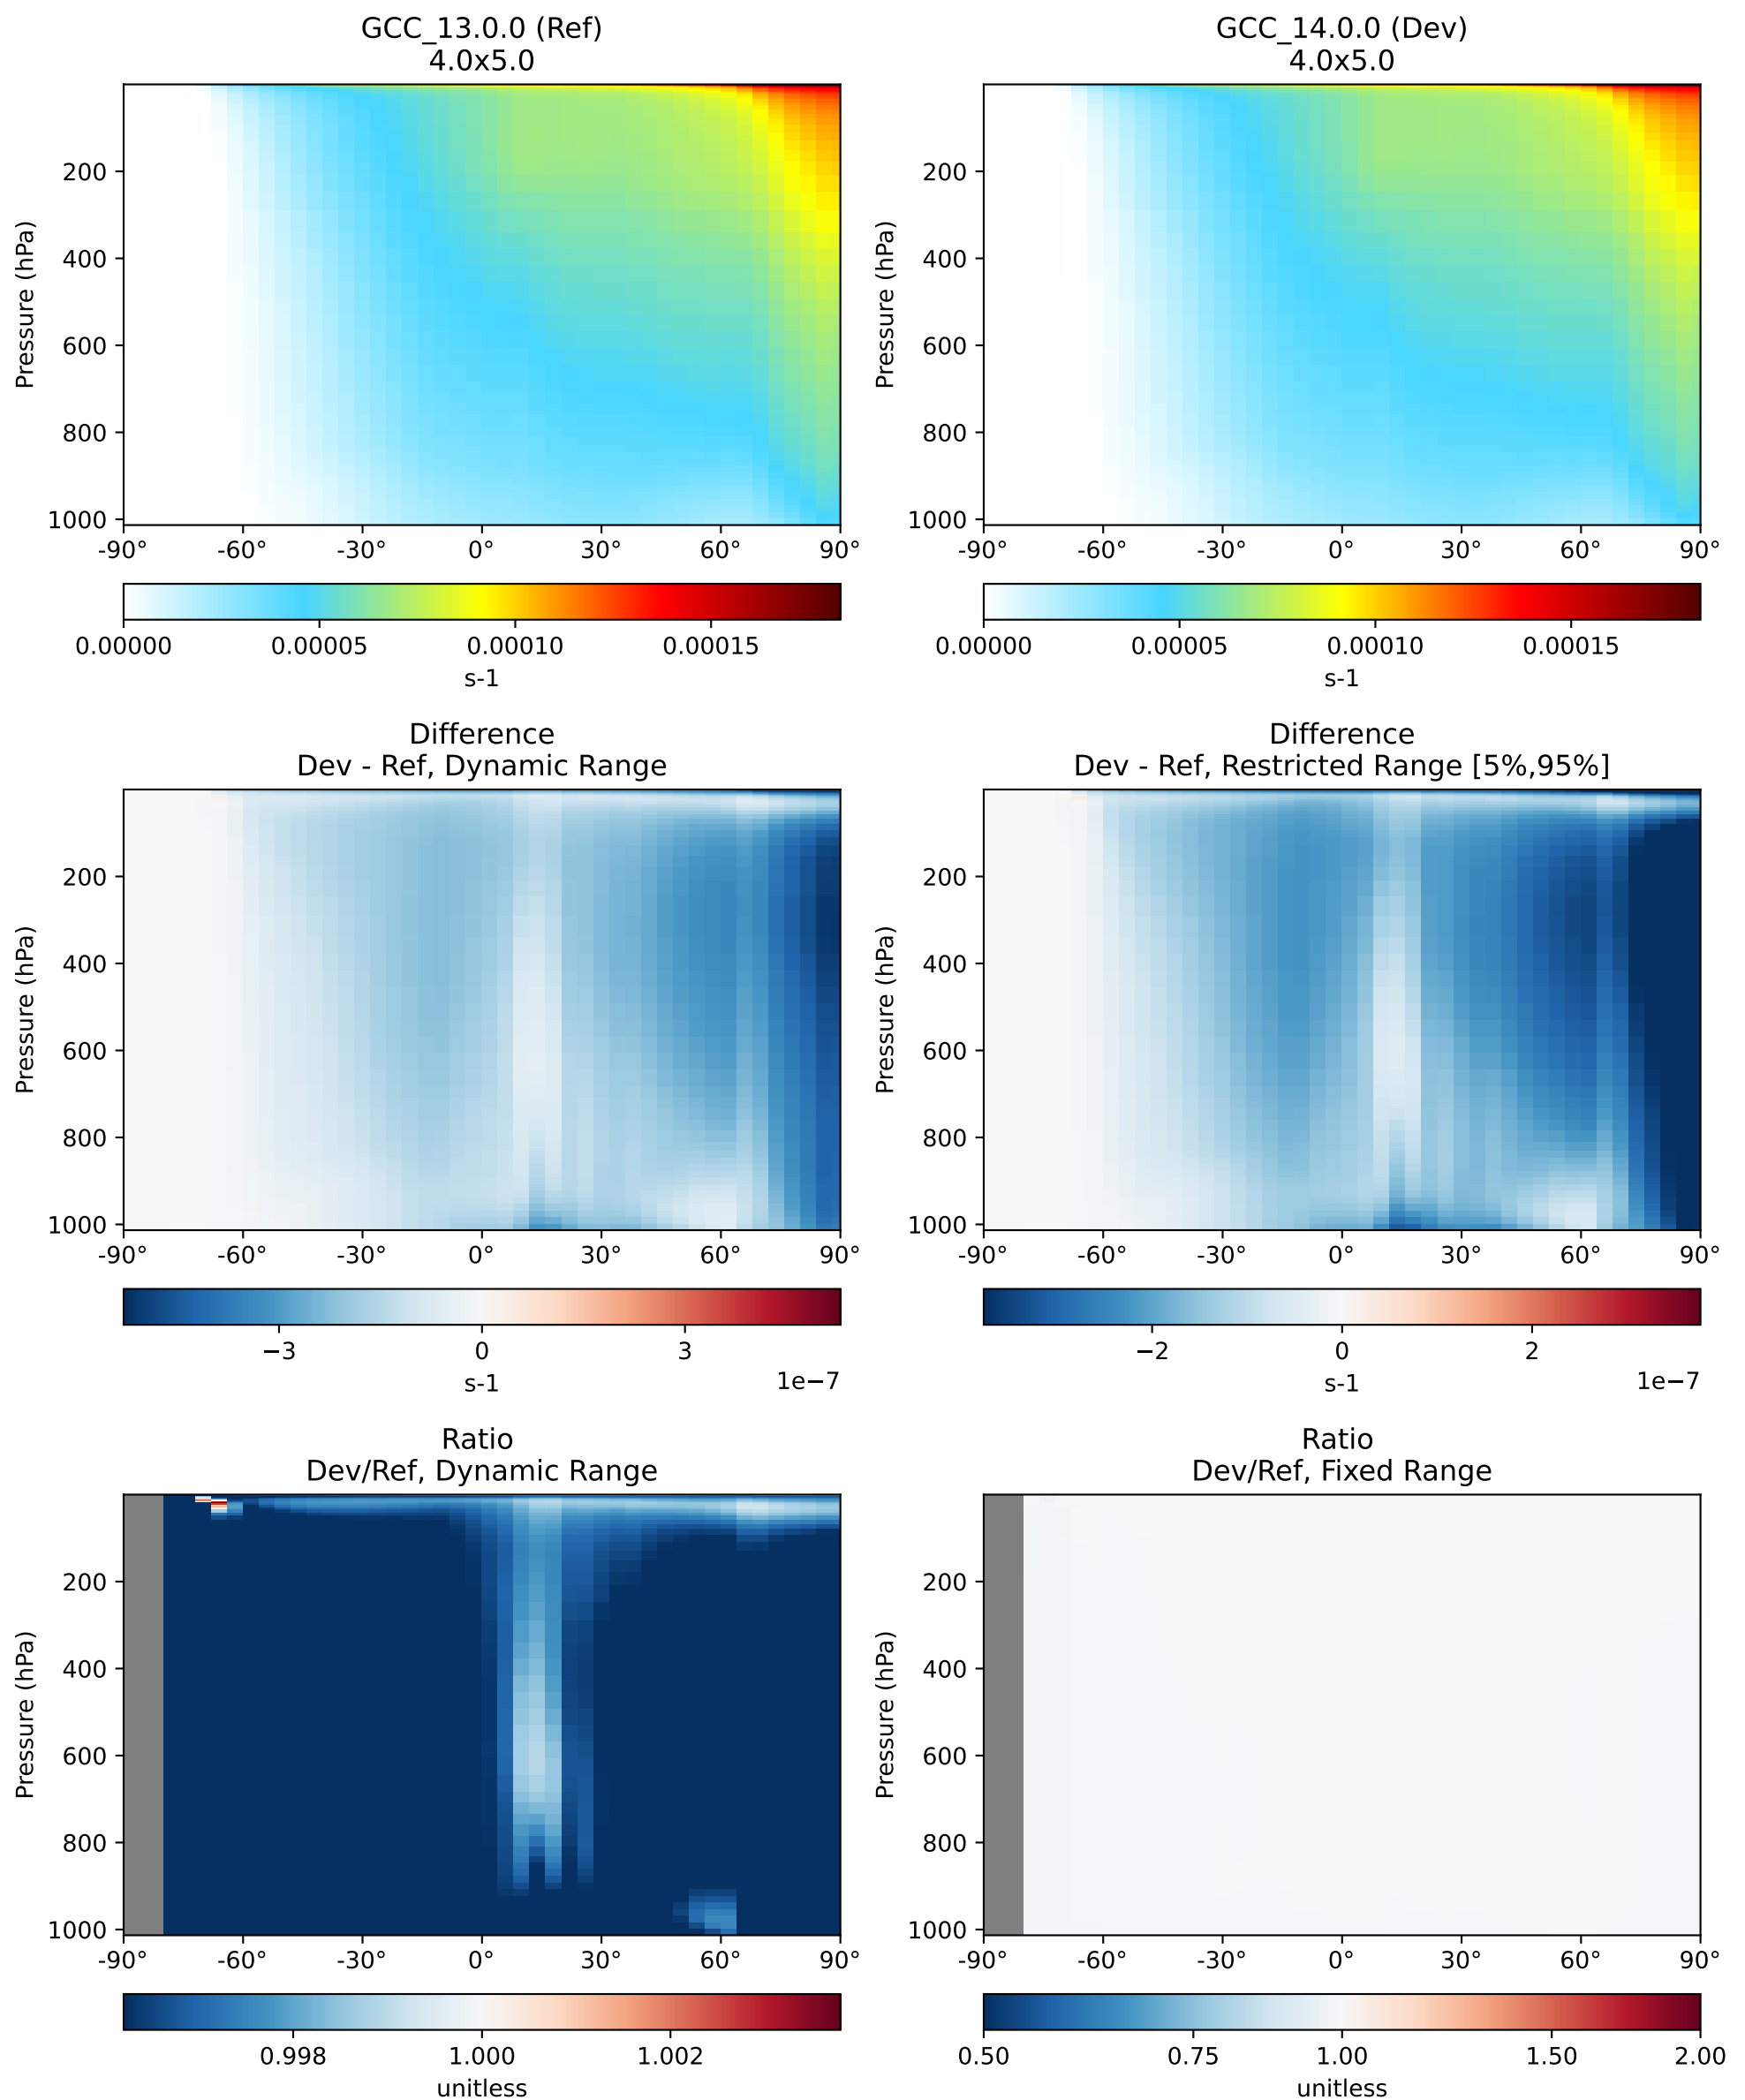 GCC_13.0.0 (Ref)
4.0x5.0
Pressure (hPa)
200
400
600
800
1000
-90° -60° -30° 0° 30° 60° 90°
0.00000 0.00005 0.00010 0.00015
s-1
GCC_14.0.0 (Dev)
4.0x5.0
Pressure (hPa)
200
400
600
800
1000
-90° -60° -30° 0° 30° 60° 90°
0.00000 0.00005 0.00010 0.00015
s-1
Difference
Dev - Ref, Dynamic Range
Pressure (hPa)
200
400
600
800
1000
-90° -60° -30° 0° 30° 60° 90°
−3 0 3
s-1 1e−7
Difference
Dev - Ref, Restricted Range [5%,95%]
Pressure (hPa)
200
400
600
800
1000
-90° -60° -30° 0° 30° 60° 90°
−2 0 2
s-1 1e−7
Ratio
Dev/Ref, Dynamic Range
Pressure (hPa)
200
400
600
800
1000
-90° -60° -30° 0° 30° 60° 90°
0.998 1.000 1.002
unitless
Ratio
Dev/Ref, Fixed Range
Pressure (hPa)
200
400
600
800
1000
-90° -60° -30° 0° 30° 60° 90°
0.50 0.75 1.00 1.50 2.00
unitless